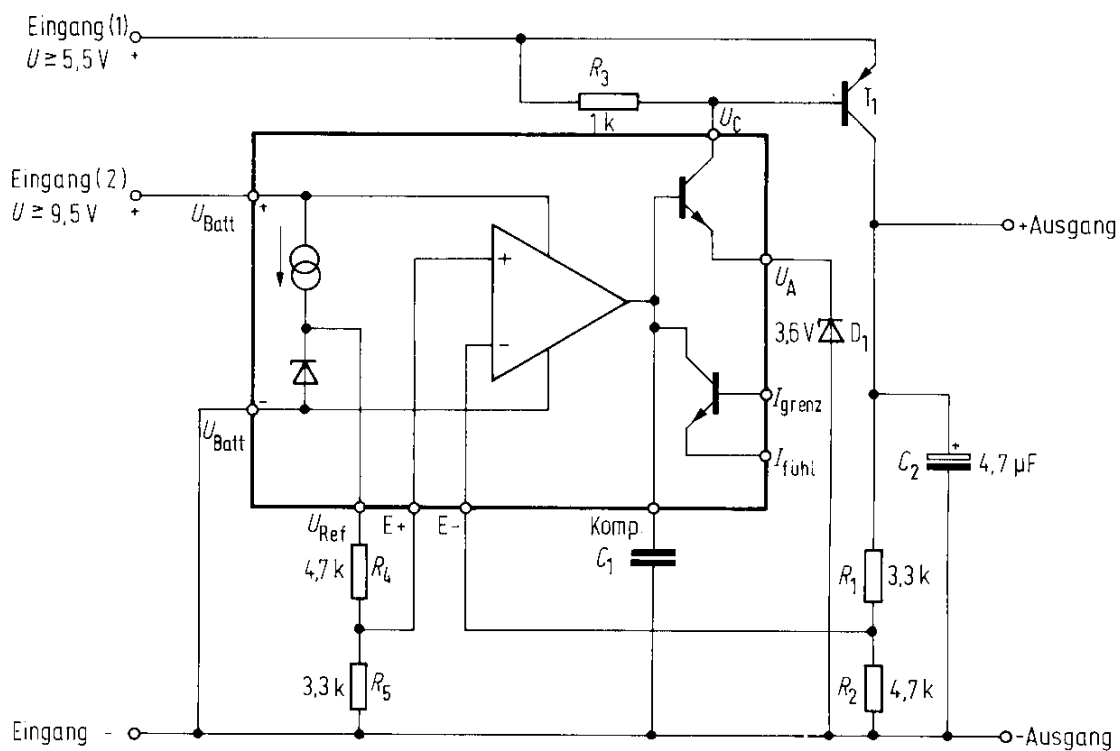 Eingang (1)
U ≥ 5,5 V
+
R3
1 k
T1
UC
Eingang (2)
U ≥ 9,5 V
+
UBatt
+
+
-
+Ausgang
UA
3,6 V D1
-
UBatt
Igrenz
Ifühl
C2
+
4,7 µF
URef
E+
E-
Komp.
4,7 k
R4
C1
R1
3,3 k
3,3 k
R5
R2
4,7 k
Eingang -
-Ausgang